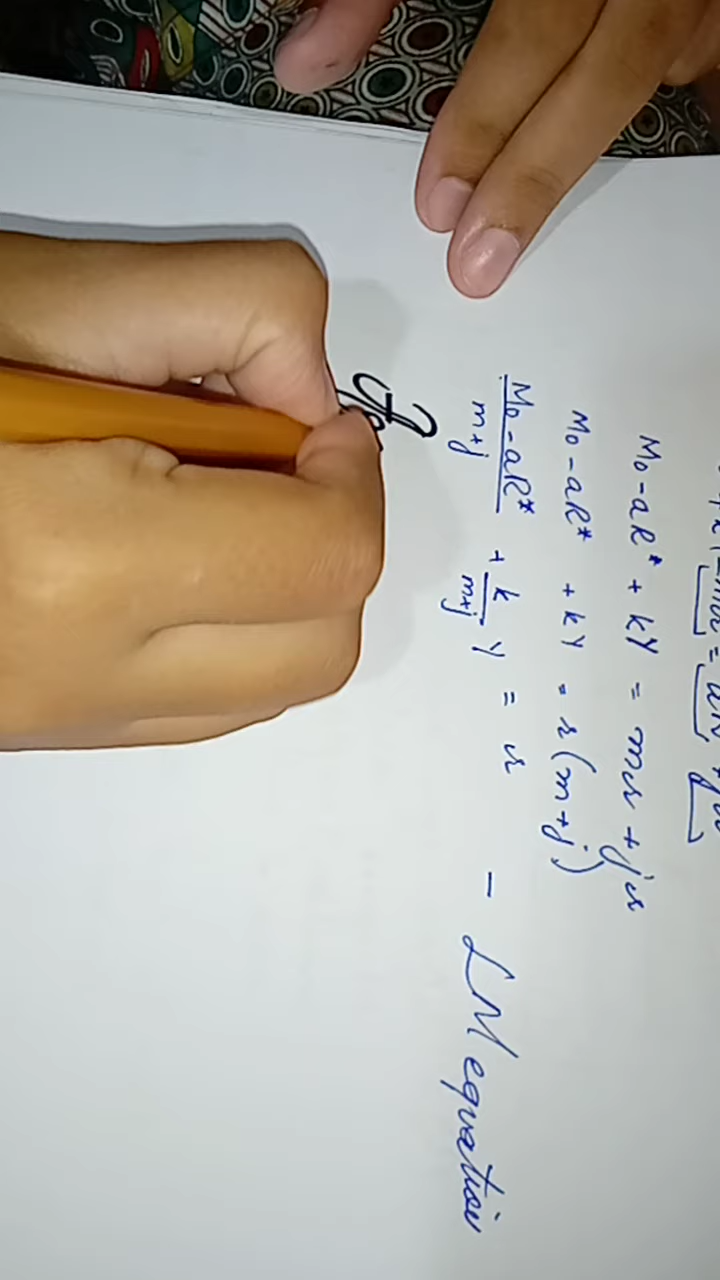 M₀ - aR* + kY = mr + jr
M₀ - aR* + kY = r(m+j)
M₀ - aR* / m+j + k / m+j Y = r - LM equation